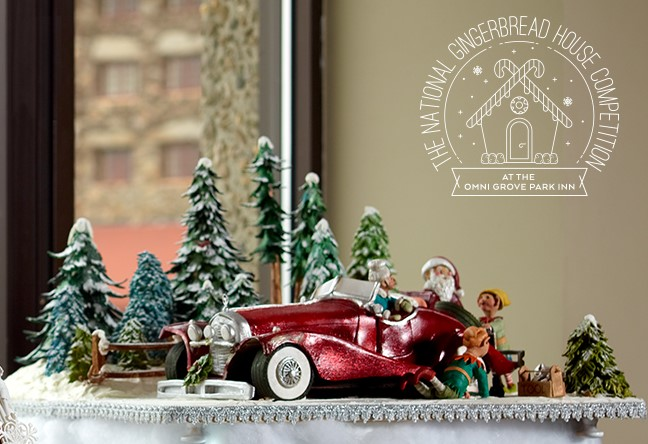 THE NATIONAL GINGERBREAD HOUSE COMPETITION
AT THE
OMNI GROVE PARK INN